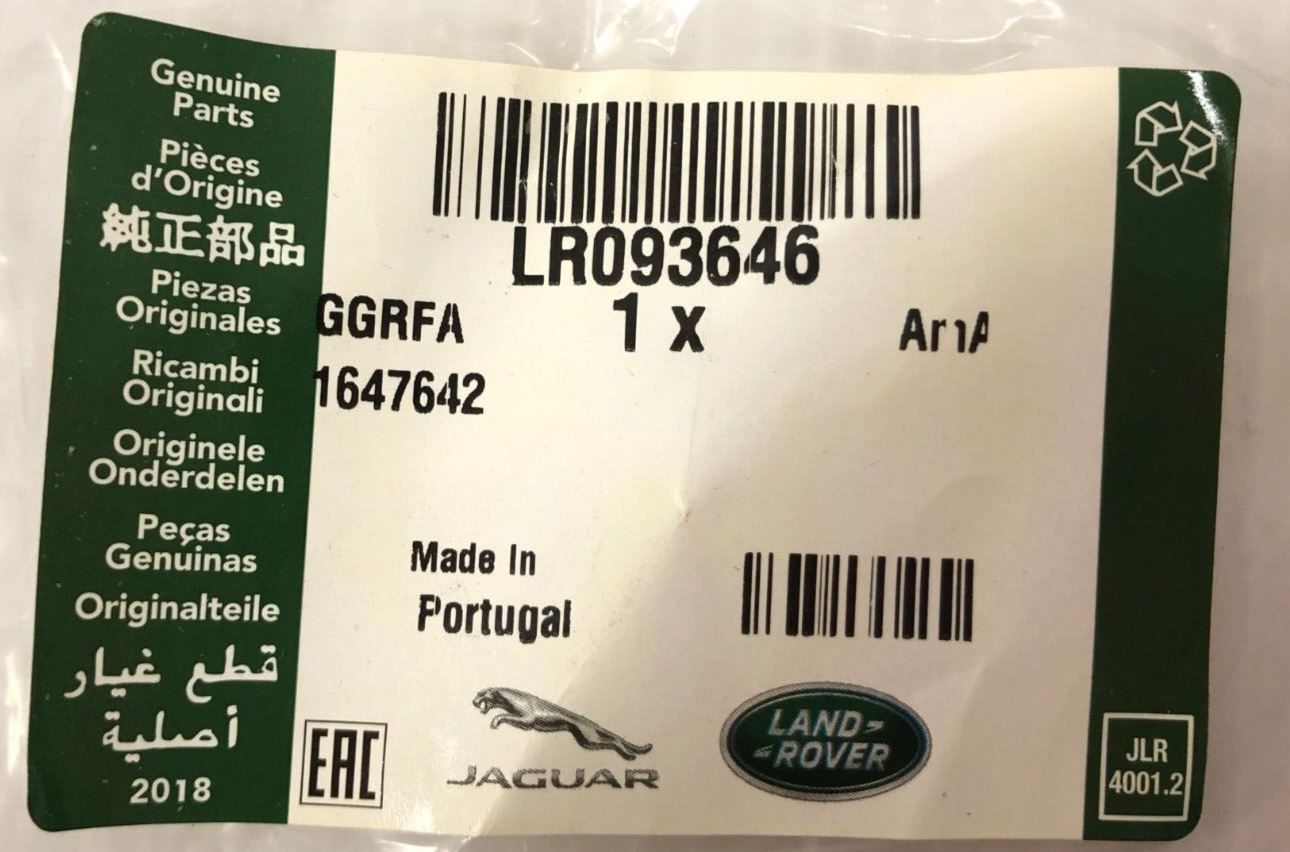 Genuine
Parts
Pièces
d'Origine
純正部品
Piezas
Originales
Ricambi
Originali
Originele
Onderdelen
Peças
Genuinas
Originalteile
قطع غيار
أصلية
2018
LR093646
GGRFA
1 x
1647642
Made In
Portugal
EAC
JAGUAR
LAND
ROVER
JLR
4001.2